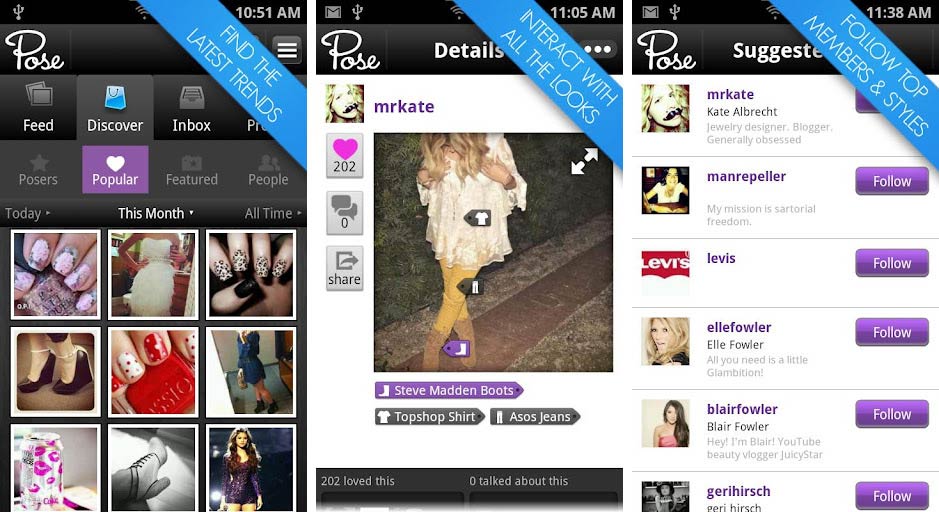 10:51 AM
Pose
FIND THE
LATEST TRENDS
Feed
Discover
Inbox
Posers
Popular
Featured
People
Today
This Month
All Time
O.P.I
11:05 AM
Pose
Details
INTERACT WITH
ALL THE LOOKS
mrkate
202
0
share
Steve Madden Boots
Topshop Shirt
Asos Jeans
202 loved this
0 talked about this
11:38 AM
Pose
Suggeste
FOLLOW TOP
MEMBERS & STYLES
mrkate
Kate Albrecht
Jewelry designer. Blogger.
Generally obsessed
manrepeller
Follow
My mission is sartorial
freedom.
LEVI'S
levis
Follow
ellefowler
Follow
Elle Fowler
All you need is a little
Glambition!
blairfowler
Follow
Blair Fowler
Hey! I'm Blair! YouTube
beauty vlogger JuicyStar
gerihirsch
Follow
geri hirsch